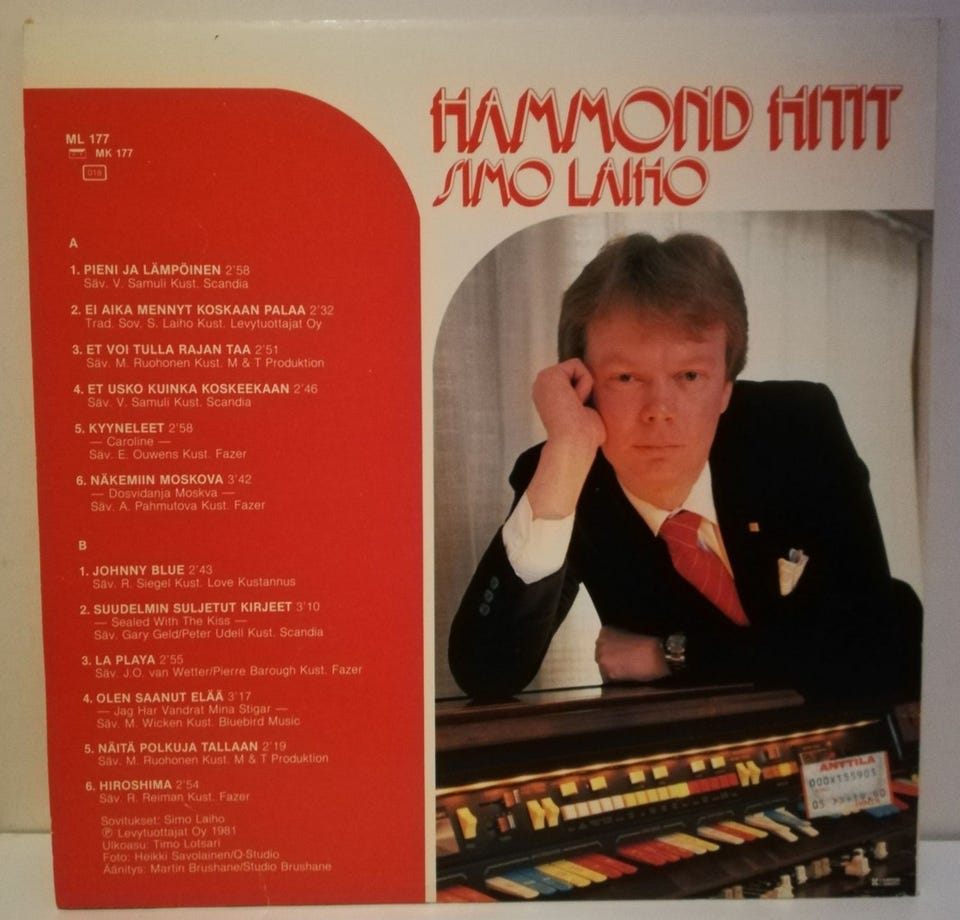 HAMMOND HITIT
SIMO LAIHO
ML 177
MK 177
018
A
1. PIENI JA LÄMPÖINEN 2'58
Säv. V. Samuli Kust. Scandia
2. EI AIKA MENNYT KOSKAAN PALAA 2'32
Trad. Sov. S. Laiho Kust. Levytuottajat Oy
3. ET VOI TULLA RAJAN TAA 2'51
Säv. M. Ruohonen Kust. M & T Produktion
4. ET USKO KUINKA KOSKEEKAAN 2'46
Säv. V. Samuli Kust. Scandia
5. KYYNELEET 2'58
— Caroline —
Säv. E. Ouwens Kust. Fazer
6. NÄKEMIIN MOSKOVA 3'42
— Dosvidanja Moskva —
Säv. A. Pahmutova Kust. Fazer
B
1. JOHNNY BLUE 2'43
Säv. R. Siegel Kust. Love Kustannus
2. SUUDELMIN SULJETUT KIRJEET 3'10
— Sealed With The Kiss —
Säv. Gary Geld/Peter Udell Kust. Scandia
3. LA PLAYA 2'55
Säv. J.O. van Wetter/Pierre Barough Kust. Fazer
4. OLEN SAANUT ELÄÄ 3'17
— Jag Har Vandrat Mina Stigar —
Säv. M. Wicken Kust. Bluebird Music
5. NÄITÄ POLKUJA TALLAAN 2'19
Säv. M. Ruohonen Kust. M & T Produktion
6. HIROSHIMA 2'54
Säv. R. Reiman Kust. Fazer
Sovitukset: Simo Laiho
℗ Levytuottajat Oy 1981
Ulkoasu: Timo Lotsari
Foto: Heikki Savolainen/Q-Studio
Äänitys: Martin Brushane/Studio Brushane
ANTTILA
000X155903